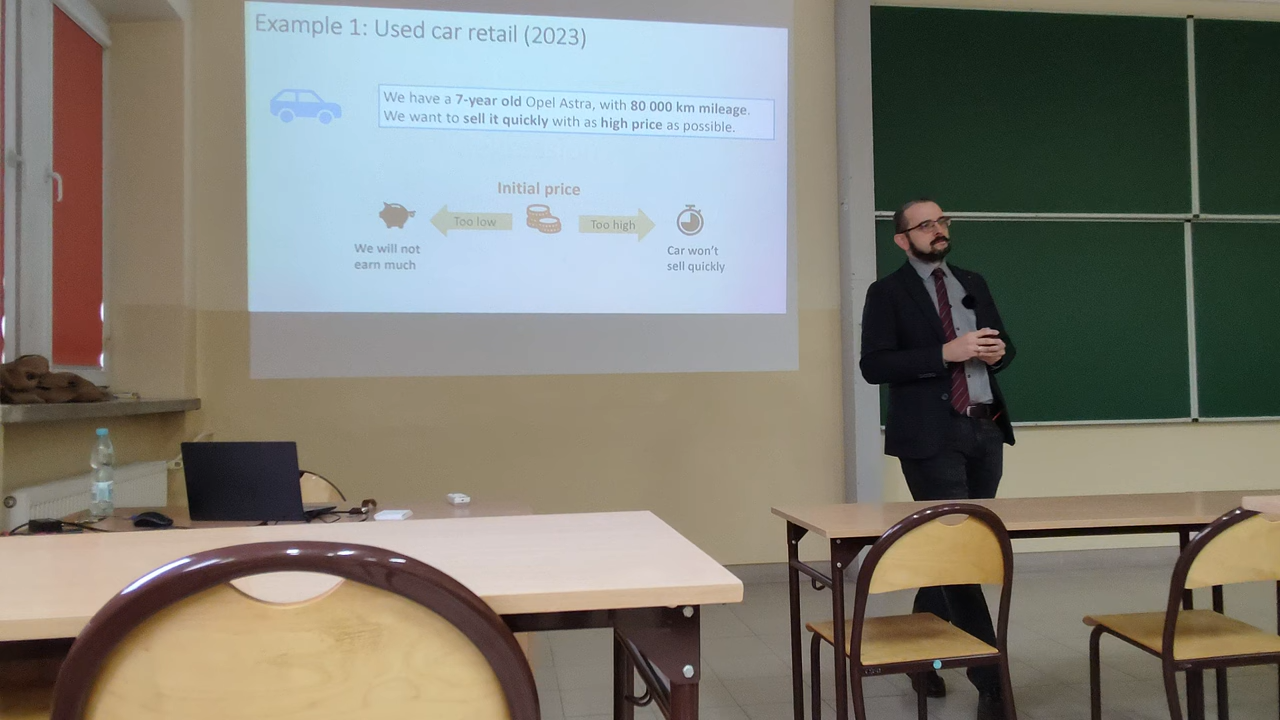 Example 1: Used car retail (2023)
We have a 7-year old Opel Astra, with 80 000 km mileage.
We want to sell it quickly with as high price as possible.
Initial price
Too low
Too high
We will not
earn much
Car won't
sell quickly